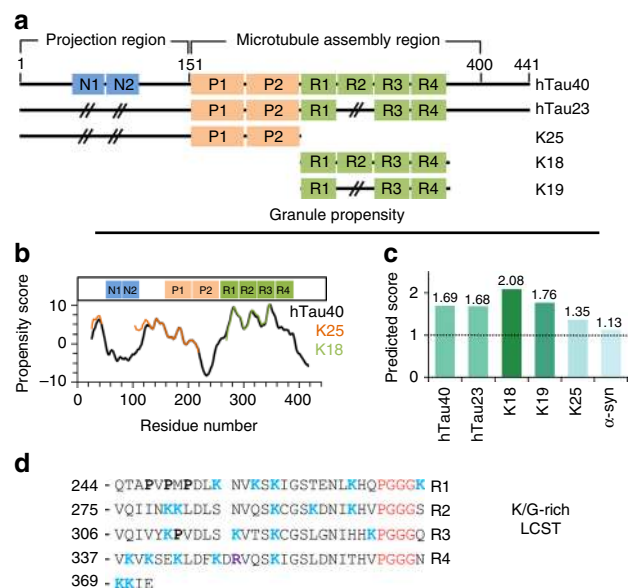 a
Projection region Microtubule assembly region
1 151 400 441
N1 N2 P1 P2 R1 R2 R3 R4 hTau40
P1 P2 R1 R3 R4 hTau23
P1 P2 K25
R1 R2 R3 R4 K18
R1 R3 R4 K19
Granule propensity
b
N1 N2 P1 P2 R1 R2 R3 R4
hTau40
K25
K18
Propensity score
10
0
−10
0 100 200 300 400
Residue number
c
Predicted score
2
1
0
1.69 1.68 2.08 1.76 1.35 1.13
hTau40 hTau23 K18 K19 K25 α-syn
d
244 - QTAPVPMPDLK NVKSKIGSTENLKHQPGGGK R1
275 - VQIINKKLDLS NVQSKCGSKDNIKHVPGGGS R2
306 - VQIVYKPVDLS KVTSKCGSLGNIHHKPGGGN R3
337 - VKVKSEKLDFKDRVQSKIGSLDNITHVPGGGN R4
369 - KKIE
K/G-rich
LCST